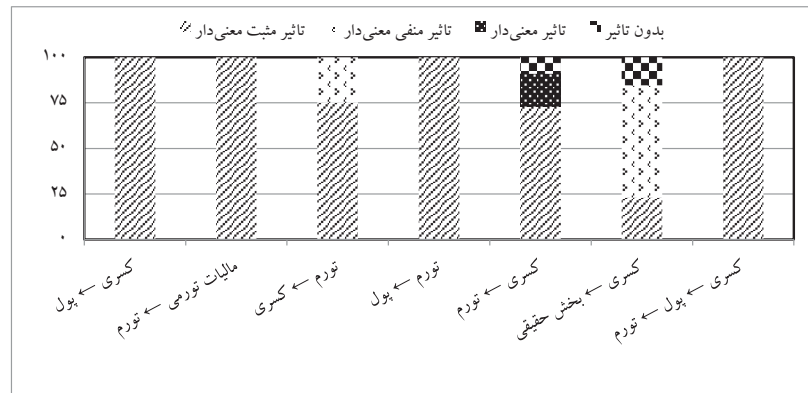 تاثیر مثبت معنی‌دار تاثیر منفی معنی‌دار تاثیر معنی‌دار بدون تاثیر
۱۰۰
۷۵
۵۰
۲۵
۰
کسری ← پول
مالیات تورمی ← تورم
تورم ← کسری
تورم ← پول
کسری ← تورم
کسری ← بخش حقیقی
کسری ← پول ← تورم